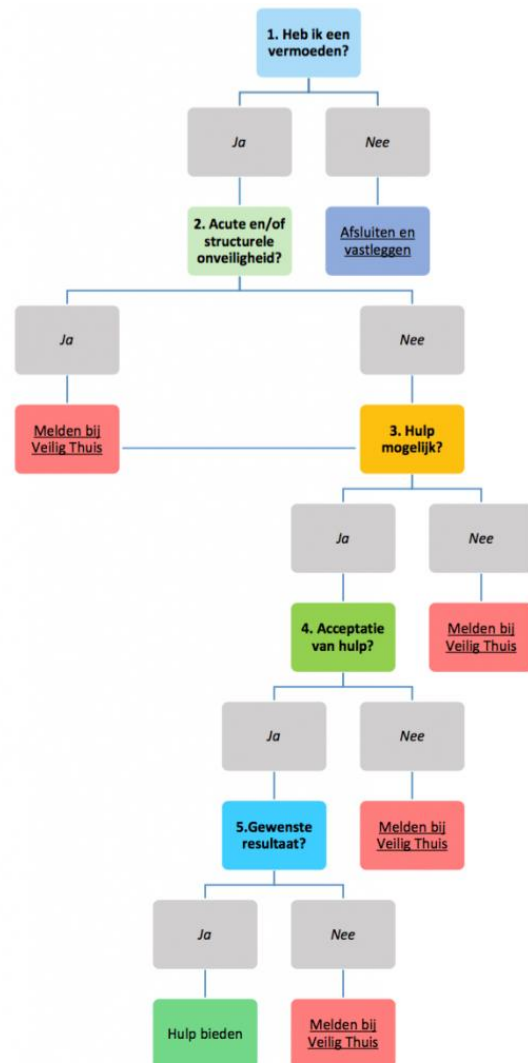 1. Heb ik een
vermoeden?
Ja
Nee
2. Acute en/of
structurele
onveiligheid?
Afsluiten en
vastleggen
Ja
Nee
Melden bij
Veilig Thuis
3. Hulp
mogelijk?
Ja
Nee
4. Acceptatie
van hulp?
Melden bij
Veilig Thuis
Ja
Nee
5.Gewenste
resultaat?
Melden bij
Veilig Thuis
Ja
Nee
Hulp bieden
Melden bij
Veilig Thuis